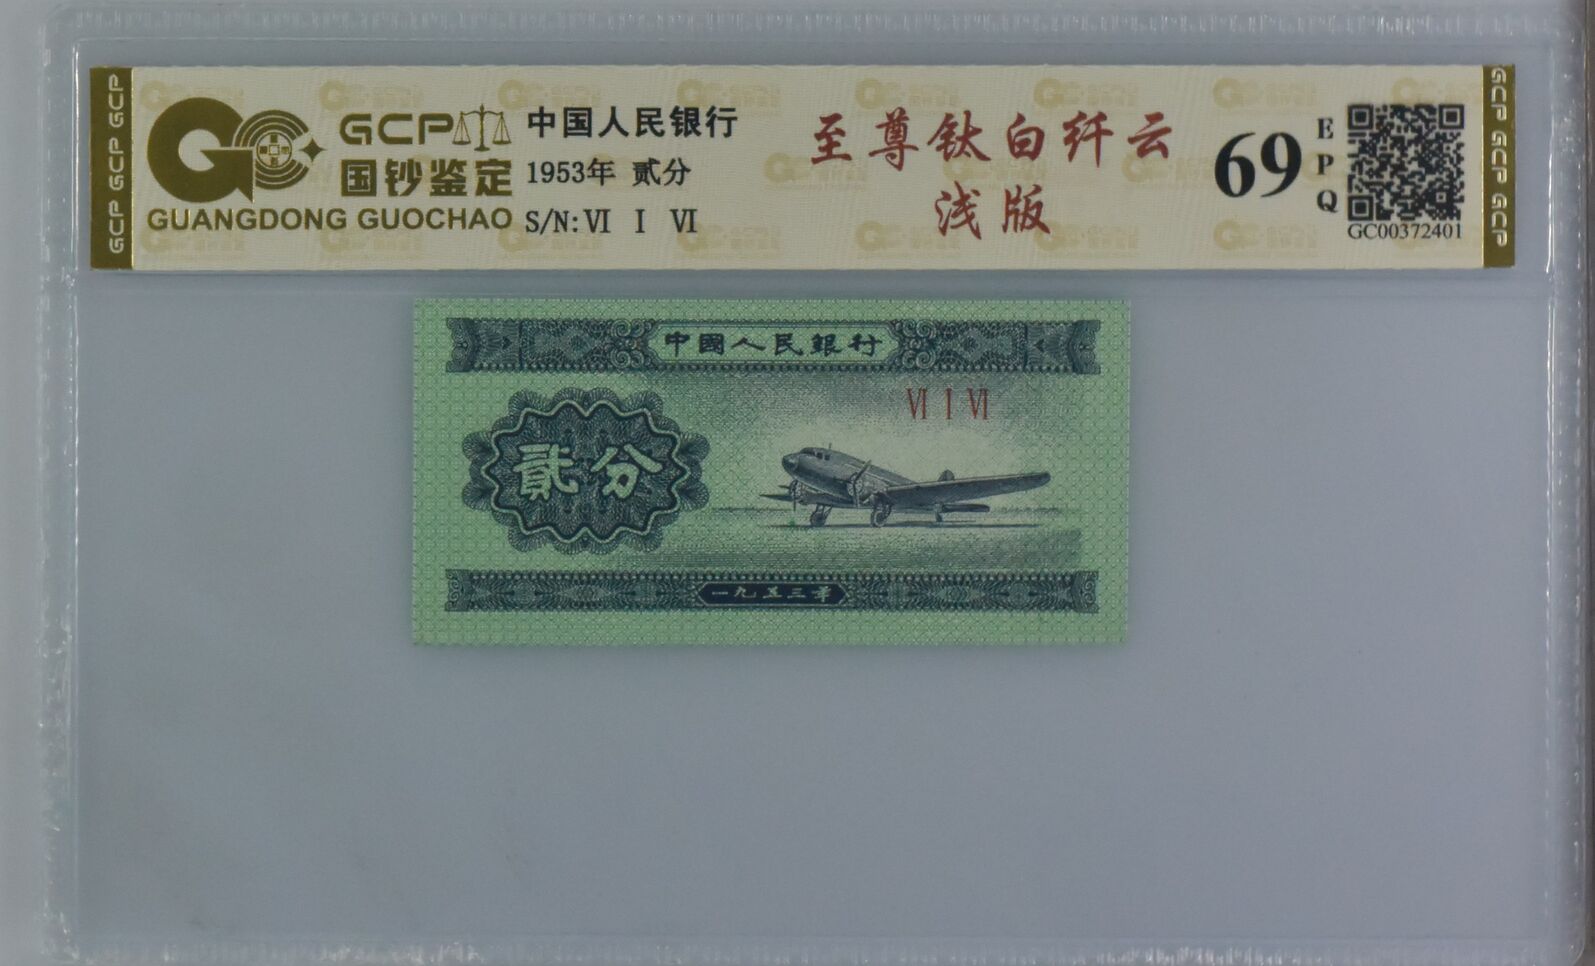 GCP GCP GCP
GCP
国钞鉴定
GUANGDONG GUOCHAO
中国人民银行
1953年 贰分
S/N: Ⅵ Ⅰ Ⅵ
至尊钛白纤云
浅版
69
E
P
Q
GC00372401
GCP GCP GCP
中國人民銀行
Ⅵ Ⅰ Ⅵ
貳分
一九五三年